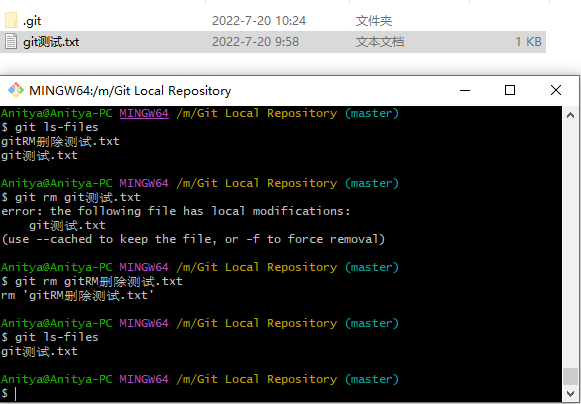 .git 2022-7-20 10:24 文件夹
git测试.txt 2022-7-20 9:58 文本文档 1 KB
MINGW64:/m/Git Local Repository
Anitya@Anitya-PC MINGW64 /m/Git Local Repository (master)
$ git ls-files
gitRM删除测试.txt
git测试.txt
Anitya@Anitya-PC MINGW64 /m/Git Local Repository (master)
$ git rm git测试.txt
error: the following file has local modifications:
    git测试.txt
(use --cached to keep the file, or -f to force removal)
Anitya@Anitya-PC MINGW64 /m/Git Local Repository (master)
$ git rm gitRM删除测试.txt
rm 'gitRM删除测试.txt'
Anitya@Anitya-PC MINGW64 /m/Git Local Repository (master)
$ git ls-files
git测试.txt
Anitya@Anitya-PC MINGW64 /m/Git Local Repository (master)
$